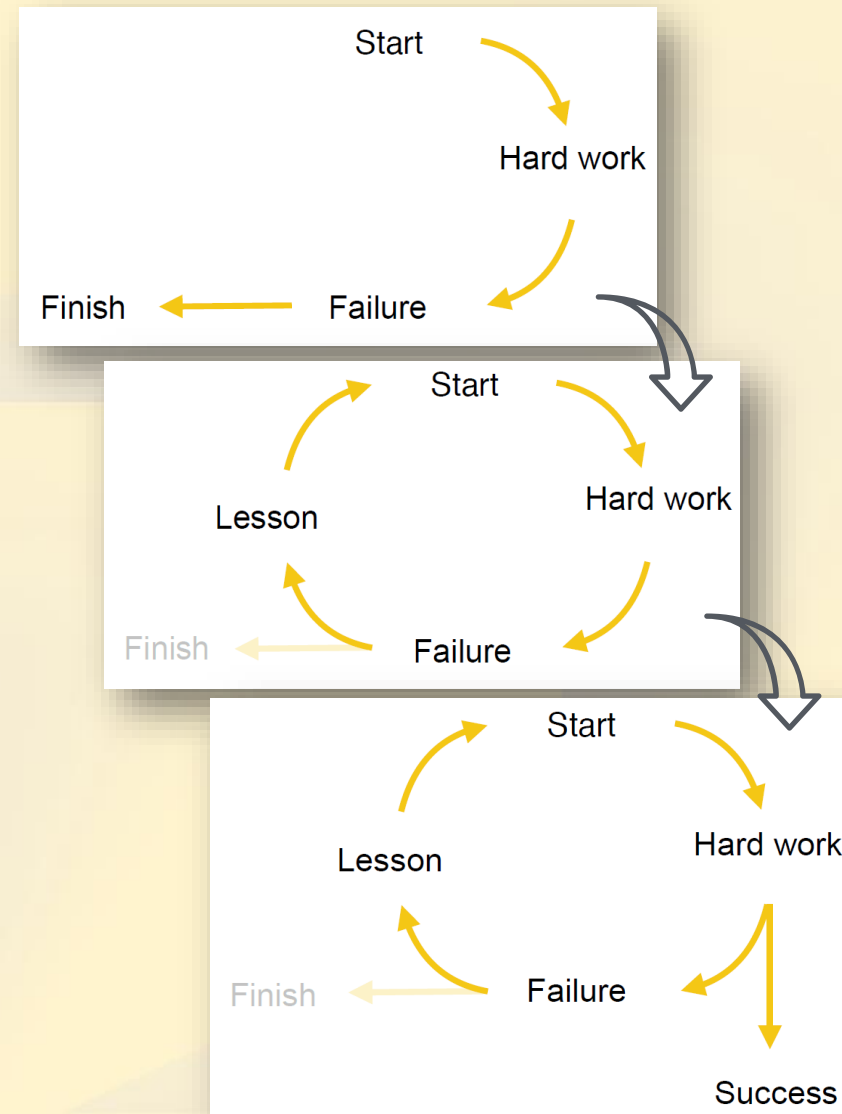 Start
Hard work
Finish
Failure
Start
Hard work
Lesson
Finish
Failure
Start
Hard work
Lesson
Finish
Failure
Success